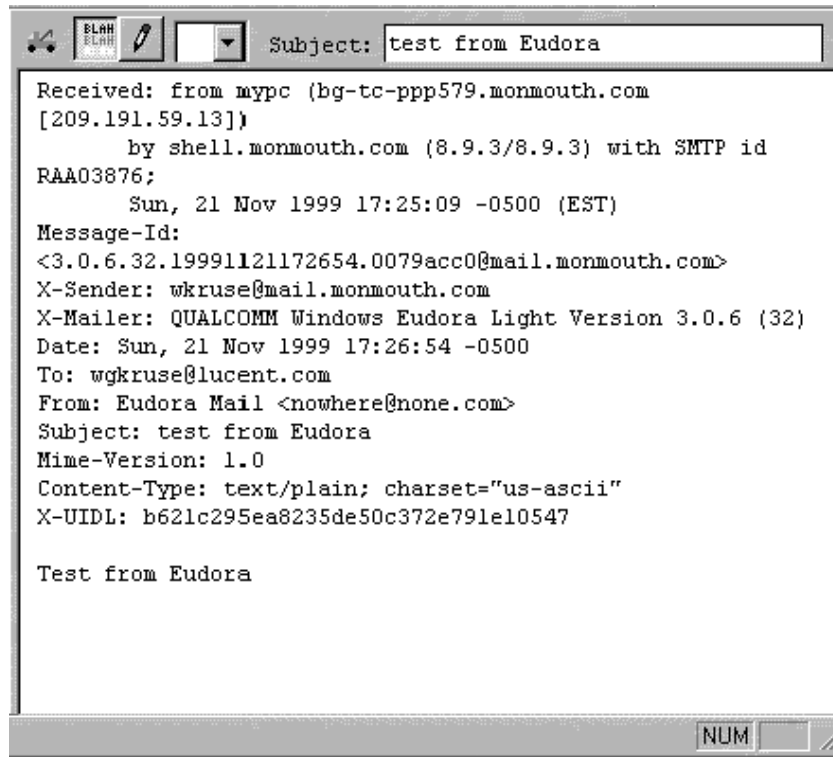 BLAH
BLAH
Subject: test from Eudora
Received: from mypc (bg-tc-ppp579.monmouth.com
[209.191.59.13])
by shell.monmouth.com (8.9.3/8.9.3) with SMTP id
RAA03876;
Sun, 21 Nov 1999 17:25:09 -0500 (EST)
Message-Id:
<3.0.6.32.19991121172654.0079acc0@mail.monmouth.com>
X-Sender: wkruse@mail.monmouth.com
X-Mailer: QUALCOMM Windows Eudora Light Version 3.0.6 (32)
Date: Sun, 21 Nov 1999 17:26:54 -0500
To: wgkruse@lucent.com
From: Eudora Mail <nowhere@none.com>
Subject: test from Eudora
Mime-Version: 1.0
Content-Type: text/plain; charset="us-ascii"
X-UIDL: b621c295ea8235de50c372e791e10547
Test from Eudora
NUM